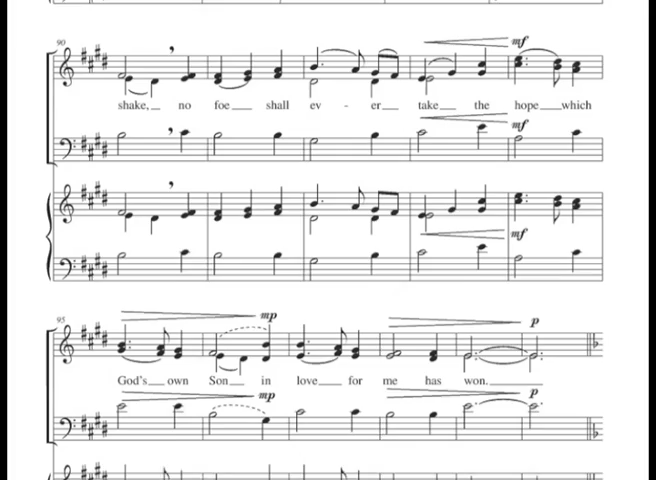 90
mf
shake, no foe shall ev - er take the hope which
mf
mf
95
mp p
God's own Son in love for me has won.
mp p